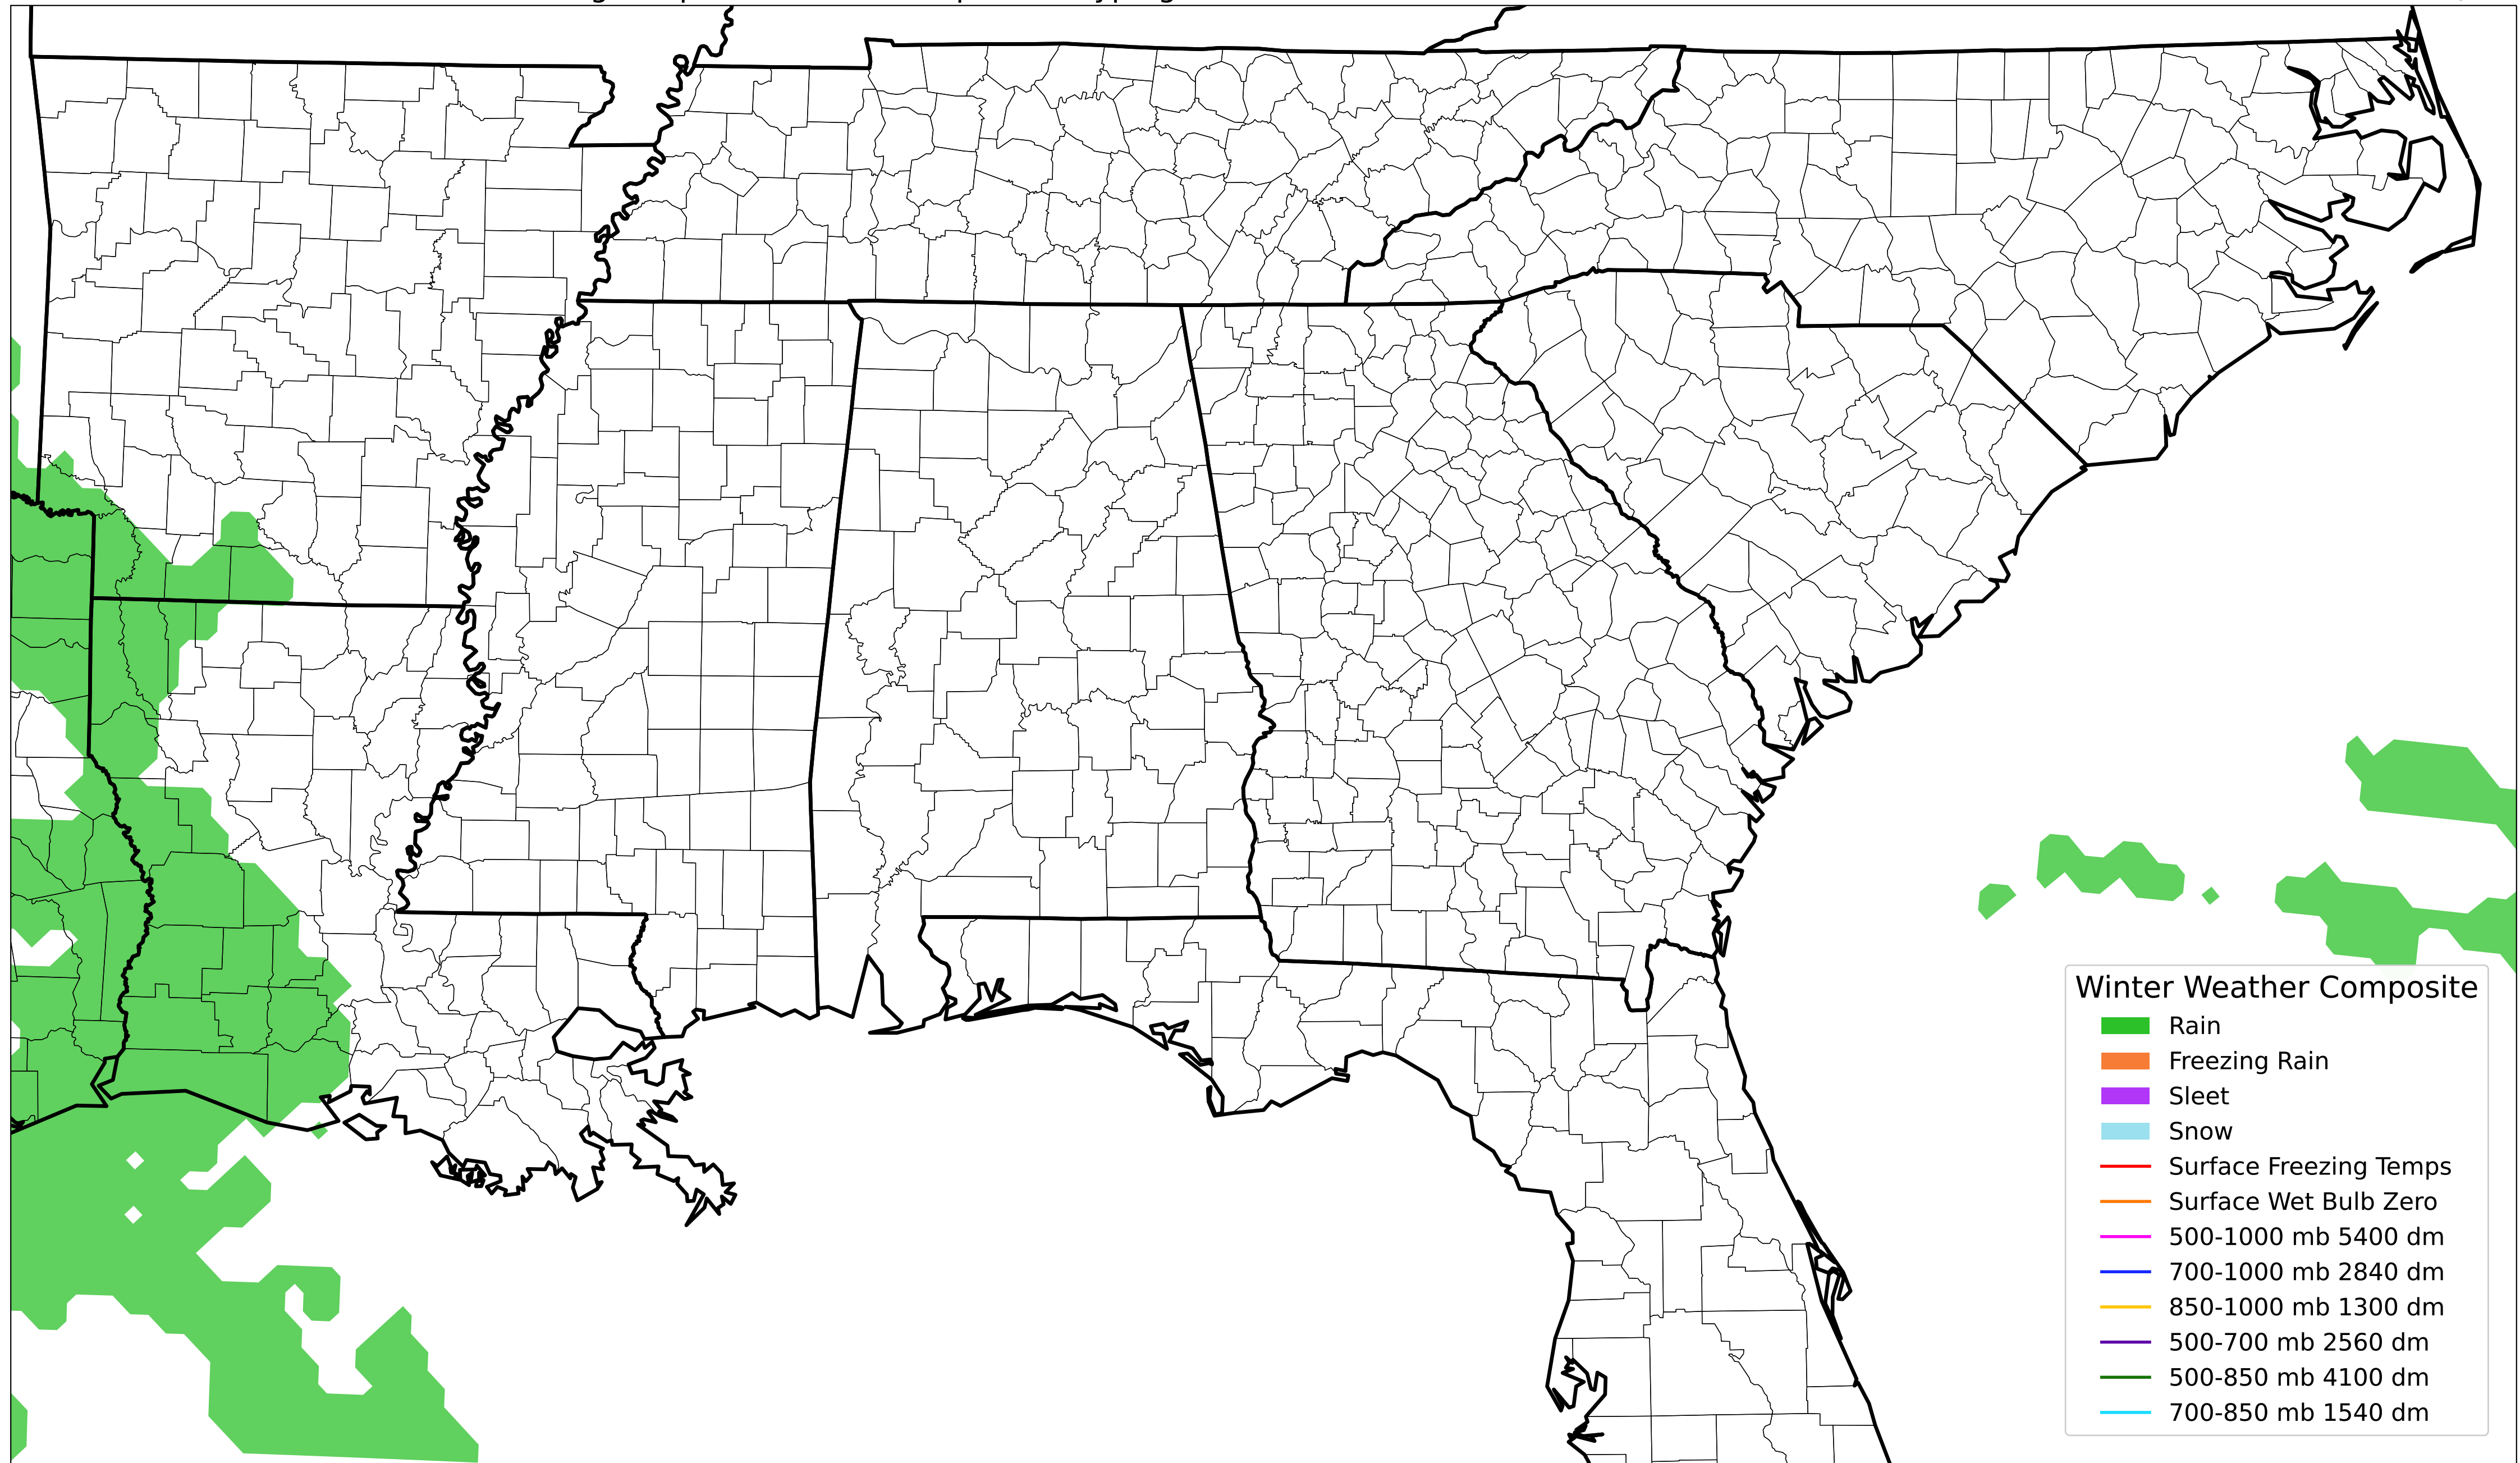 Winter Weather Composite
Rain
Freezing Rain
Sleet
Snow
Surface Freezing Temps
Surface Wet Bulb Zero
500-1000 mb 5400 dm
700-1000 mb 2840 dm
850-1000 mb 1300 dm
500-700 mb 2560 dm
500-850 mb 4100 dm
700-850 mb 1540 dm